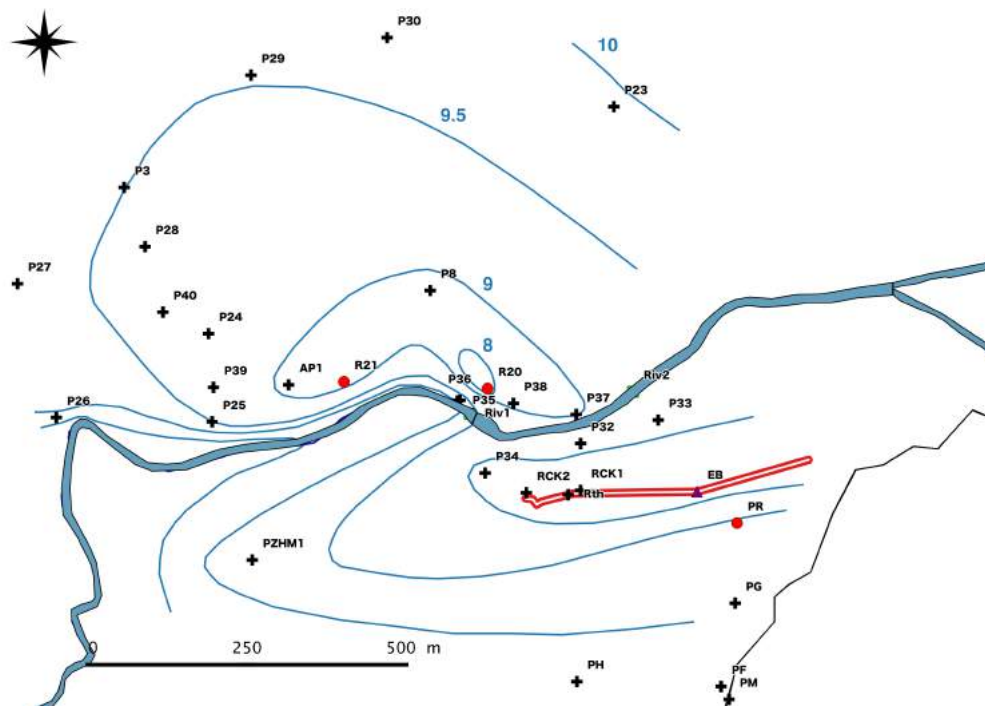 P30
10
P29
P23
9.5
P3
P28
P27
P8
9
P40
P24
8
R21
R20
AP1
Riv2
P36
P39
P38
P35
P26
P25
Riv1
P37
P33
P32
P34
RCK2
RCK1
EB
Rth
PR
PZHM1
PG
0 250 500 m
PH
PF
PM